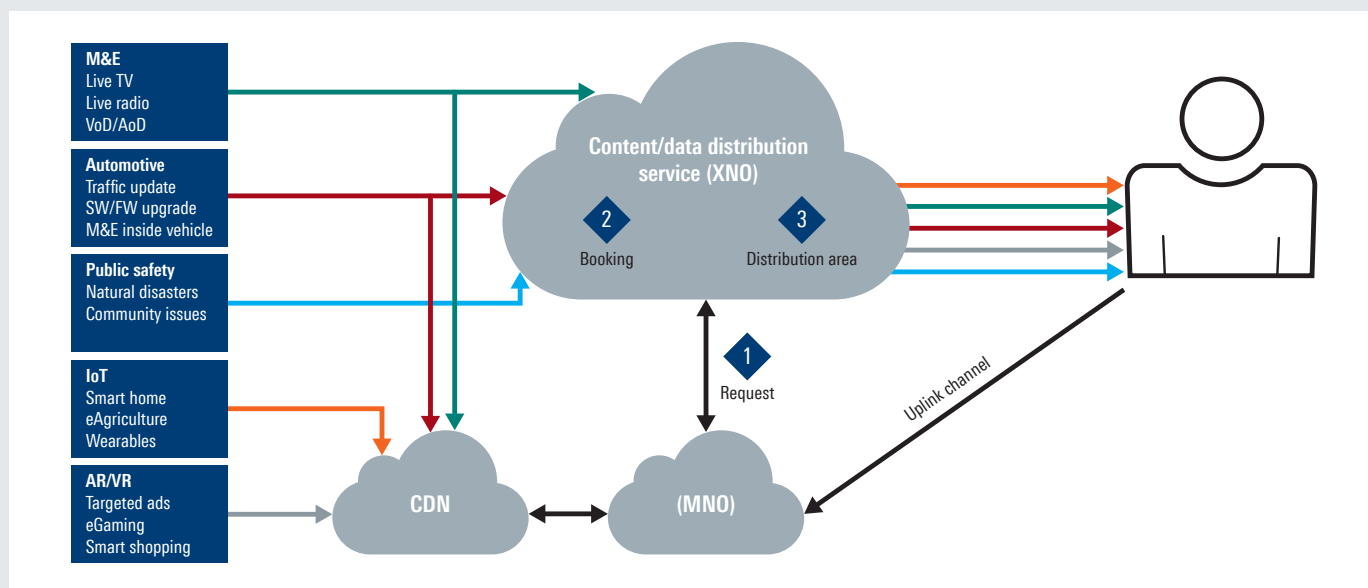 M&E
Live TV
Live radio
VoD/AoD
Automotive
Traffic update
SW/FW upgrade
M&E inside vehicle
Public safety
Natural disasters
Community issues
IoT
Smart home
eAgriculture
Wearables
AR/VR
Targeted ads
eGaming
Smart shopping
Content/data distribution
service (XNO)
2
Booking
3
Distribution area
1
Request
Uplink channel
CDN
(MNO)